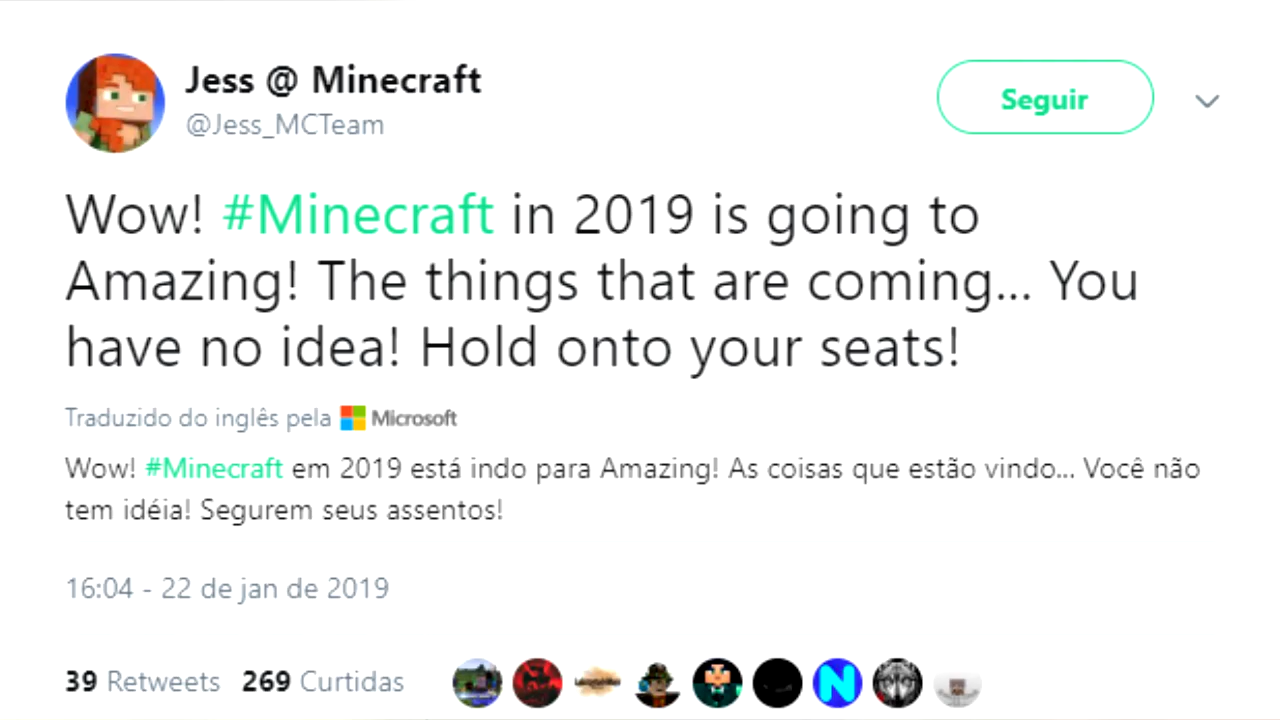 Jess @ Minecraft
@Jess_MCTeam
Seguir
Wow! #Minecraft in 2019 is going to
Amazing! The things that are coming... You
have no idea! Hold onto your seats!
Traduzido do inglês pela Microsoft
Wow! #Minecraft em 2019 está indo para Amazing! As coisas que estão vindo... Você não
tem idéia! Segurem seus assentos!
16:04 - 22 de jan de 2019
39 Retweets 269 Curtidas
N